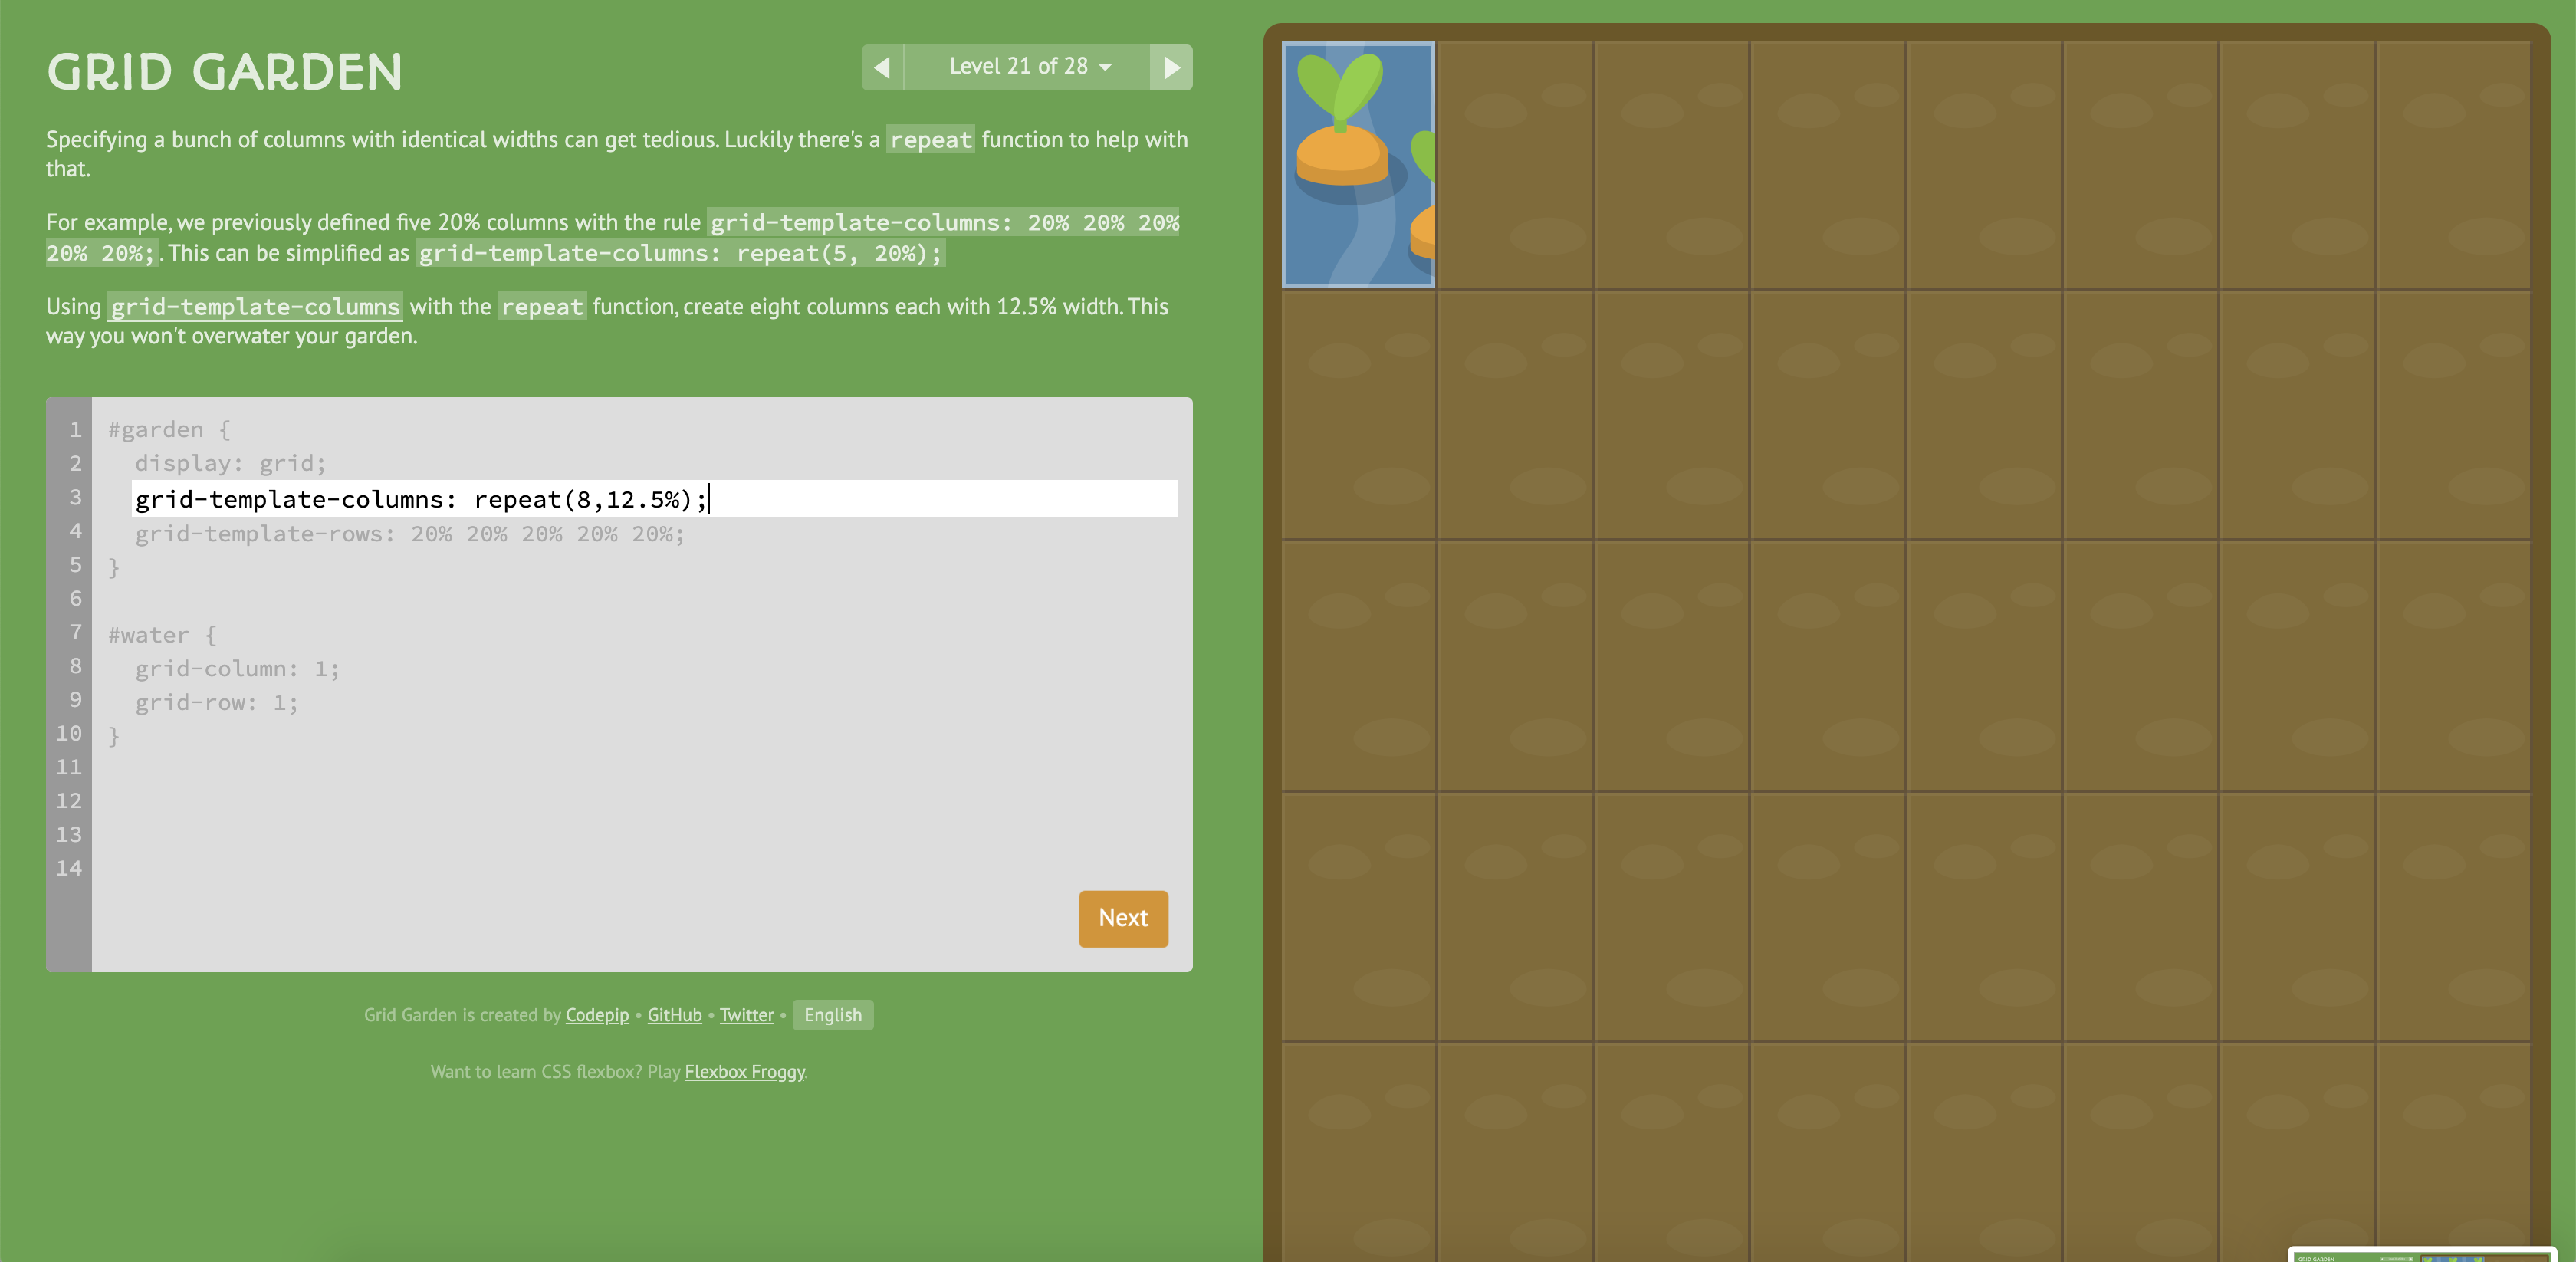 GRID GARDEN
Level 21 of 28
Specifying a bunch of columns with identical widths can get tedious. Luckily there's a repeat function to help with
that.
For example, we previously defined five 20% columns with the rule grid-template-columns: 20% 20% 20%
20% 20%;. This can be simplified as grid-template-columns: repeat(5, 20%);
Using grid-template-columns with the repeat function, create eight columns each with 12.5% width. This
way you won't overwater your garden.
1 #garden {
2 display: grid;
3 grid-template-columns: repeat(8,12.5%);
4 grid-template-rows: 20% 20% 20% 20% 20%;
5 }
6
7 #water {
8 grid-column: 1;
9 grid-row: 1;
10 }
11
12
13
14
Next
Grid Garden is created by Codepip • GitHub • Twitter • English
Want to learn CSS flexbox? Play Flexbox Froggy.
GRID GARDEN